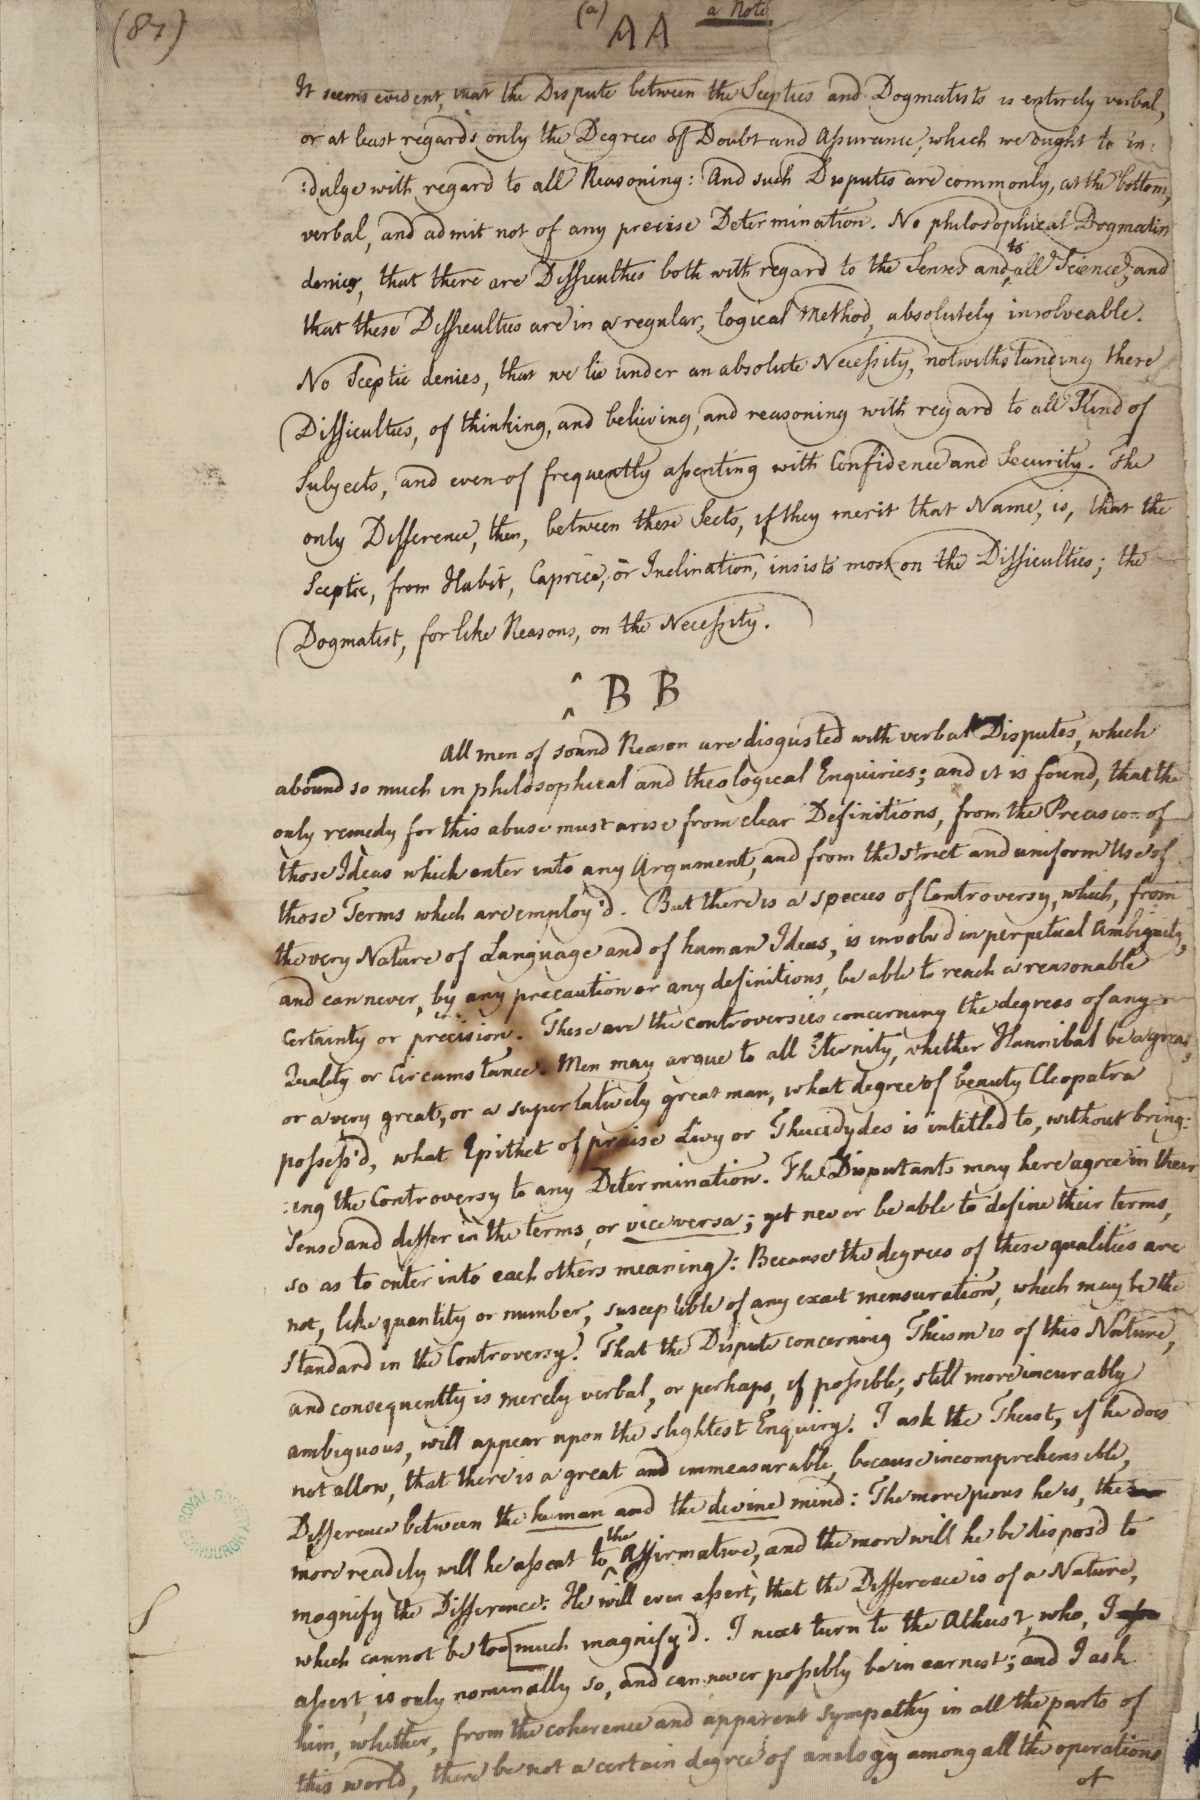 (87)
(a) AA a Note
It seems evident, that the Dispute between the Sceptics and Dogmatists is entirely verbal,
or at least regards only the Degrees of Doubt and Assurance, which we ought to in:
:dulge with regard to all Reasoning: And such Disputes are commonly, at the bottom,
verbal, and admit not of any precise Determination. No philosophical Dogmatist
denies, that there are Difficulties both with regard to the Senses and to all Science; and
that these Difficulties are in a regular, logical Method, absolutely insolveable.
No Sceptic denies, that we lie under an absolute Necessity, notwithstanding these
Difficulties, of thinking, and believing, and reasoning with regard to all Kind of
Subjects, and even of frequently assenting with Confidence and Security. The
only Difference, then, between these Sects, if they merit that Name, is, that the
Sceptic, from Habit, Caprice, or Inclination, insists most on the Difficulties; the
Dogmatist, for like Reasons, on the Necessity.
BB
All men of sound Reason are disgusted with verbal Disputes, which
abound so much in philosophical and theological Enquiries; and it is found, that the
only remedy for this abuse must arise from clear Definitions, from the Precision of
those Ideas which enter into any Argument, and from the strict and uniform Use of
those Terms which are employ'd. But there is a species of Controversy, which, from
the very Nature of Language and of human Ideas, is involv'd in perpetual Ambiguity,
and can never, by any precaution or any definitions, be able to reach a reasonable
Certainty or precision. These are the controversies concerning the degrees of any
Quality or Circumstance. Men may argue to all Eternity, whether Hannibal be a great,
or a very great, or a superlatively great man, what degree of beauty Cleopatra
possess'd, what Epithet of praise Livy or Thucidydes is intitled to, without bring:
:ing the Controversy to any Determination. The Disputants may here agree in their
Sense and differ in the terms, or vice versa; yet never be able to define their terms,
so as to enter into each others meaning: Because the degrees of these qualities are
not, like quantity or number, susceptible of any exact mensuration, which may be the
Standard in the Controversy. That the Dispute concerning Theism is of this Nature,
and consequently is merely verbal, or perhaps, if possible, still more incurably
ambiguous, will appear upon the slightest Enquiry. I ask the Theist, if he does
not allow, that there is a great and immeasurable, because incomprehensible,
Difference between the human and the divine mind: The more pious he is, the
more readily will he assent to the Affirmative, and the more will he be dispos'd to
magnify the Difference: He will even assert, that the Difference is of a Nature,
which cannot be too much magnify'd. I next turn to the Atheist, who, I
assert, is only nominally so, and can never possibly be in earnest; and I ask
him, whether, from the coherence and apparent sympathy in all the parts of
this world, there be not a certain degree of analogy among all the operations
of
ROYAL SOCIETY
EDINBURGH